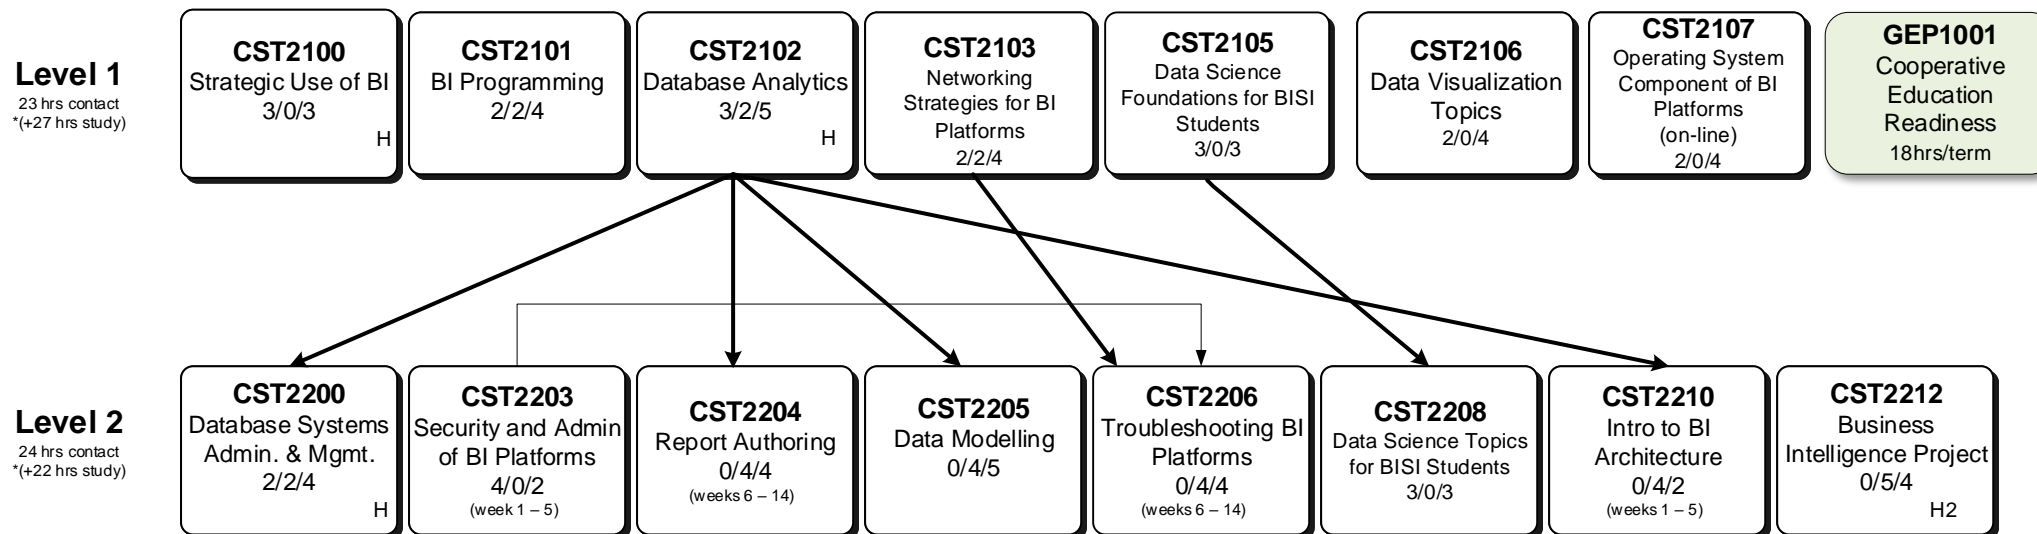 Level 1
23 hrs contact
*(+27 hrs study)
CST2100
Strategic Use of BI
3/0/3
H
CST2101
BI Programming
2/2/4
CST2102
Database Analytics
3/2/5
H
CST2103
Networking
Strategies for BI
Platforms
2/2/4
CST2105
Data Science
Foundations for BISI
Students
3/0/3
CST2106
Data Visualization
Topics
2/0/4
CST2107
Operating System
Component of BI
Platforms
(on-line)
2/0/4
GEP1001
Cooperative
Education
Readiness
18hrs/term
Level 2
24 hrs contact
*(+22 hrs study)
CST2200
Database Systems
Admin. & Mgmt.
2/2/4
H
CST2203
Security and Admin
of BI Platforms
4/0/2
(week 1 – 5)
CST2204
Report Authoring
0/4/4
(weeks 6 – 14)
CST2205
Data Modelling
0/4/5
CST2206
Troubleshooting BI
Platforms
0/4/4
(weeks 6 – 14)
CST2208
Data Science Topics
for BISI Students
3/0/3
CST2210
Intro to BI
Architecture
0/4/2
(weeks 1 – 5)
CST2212
Business
Intelligence Project
0/5/4
H2